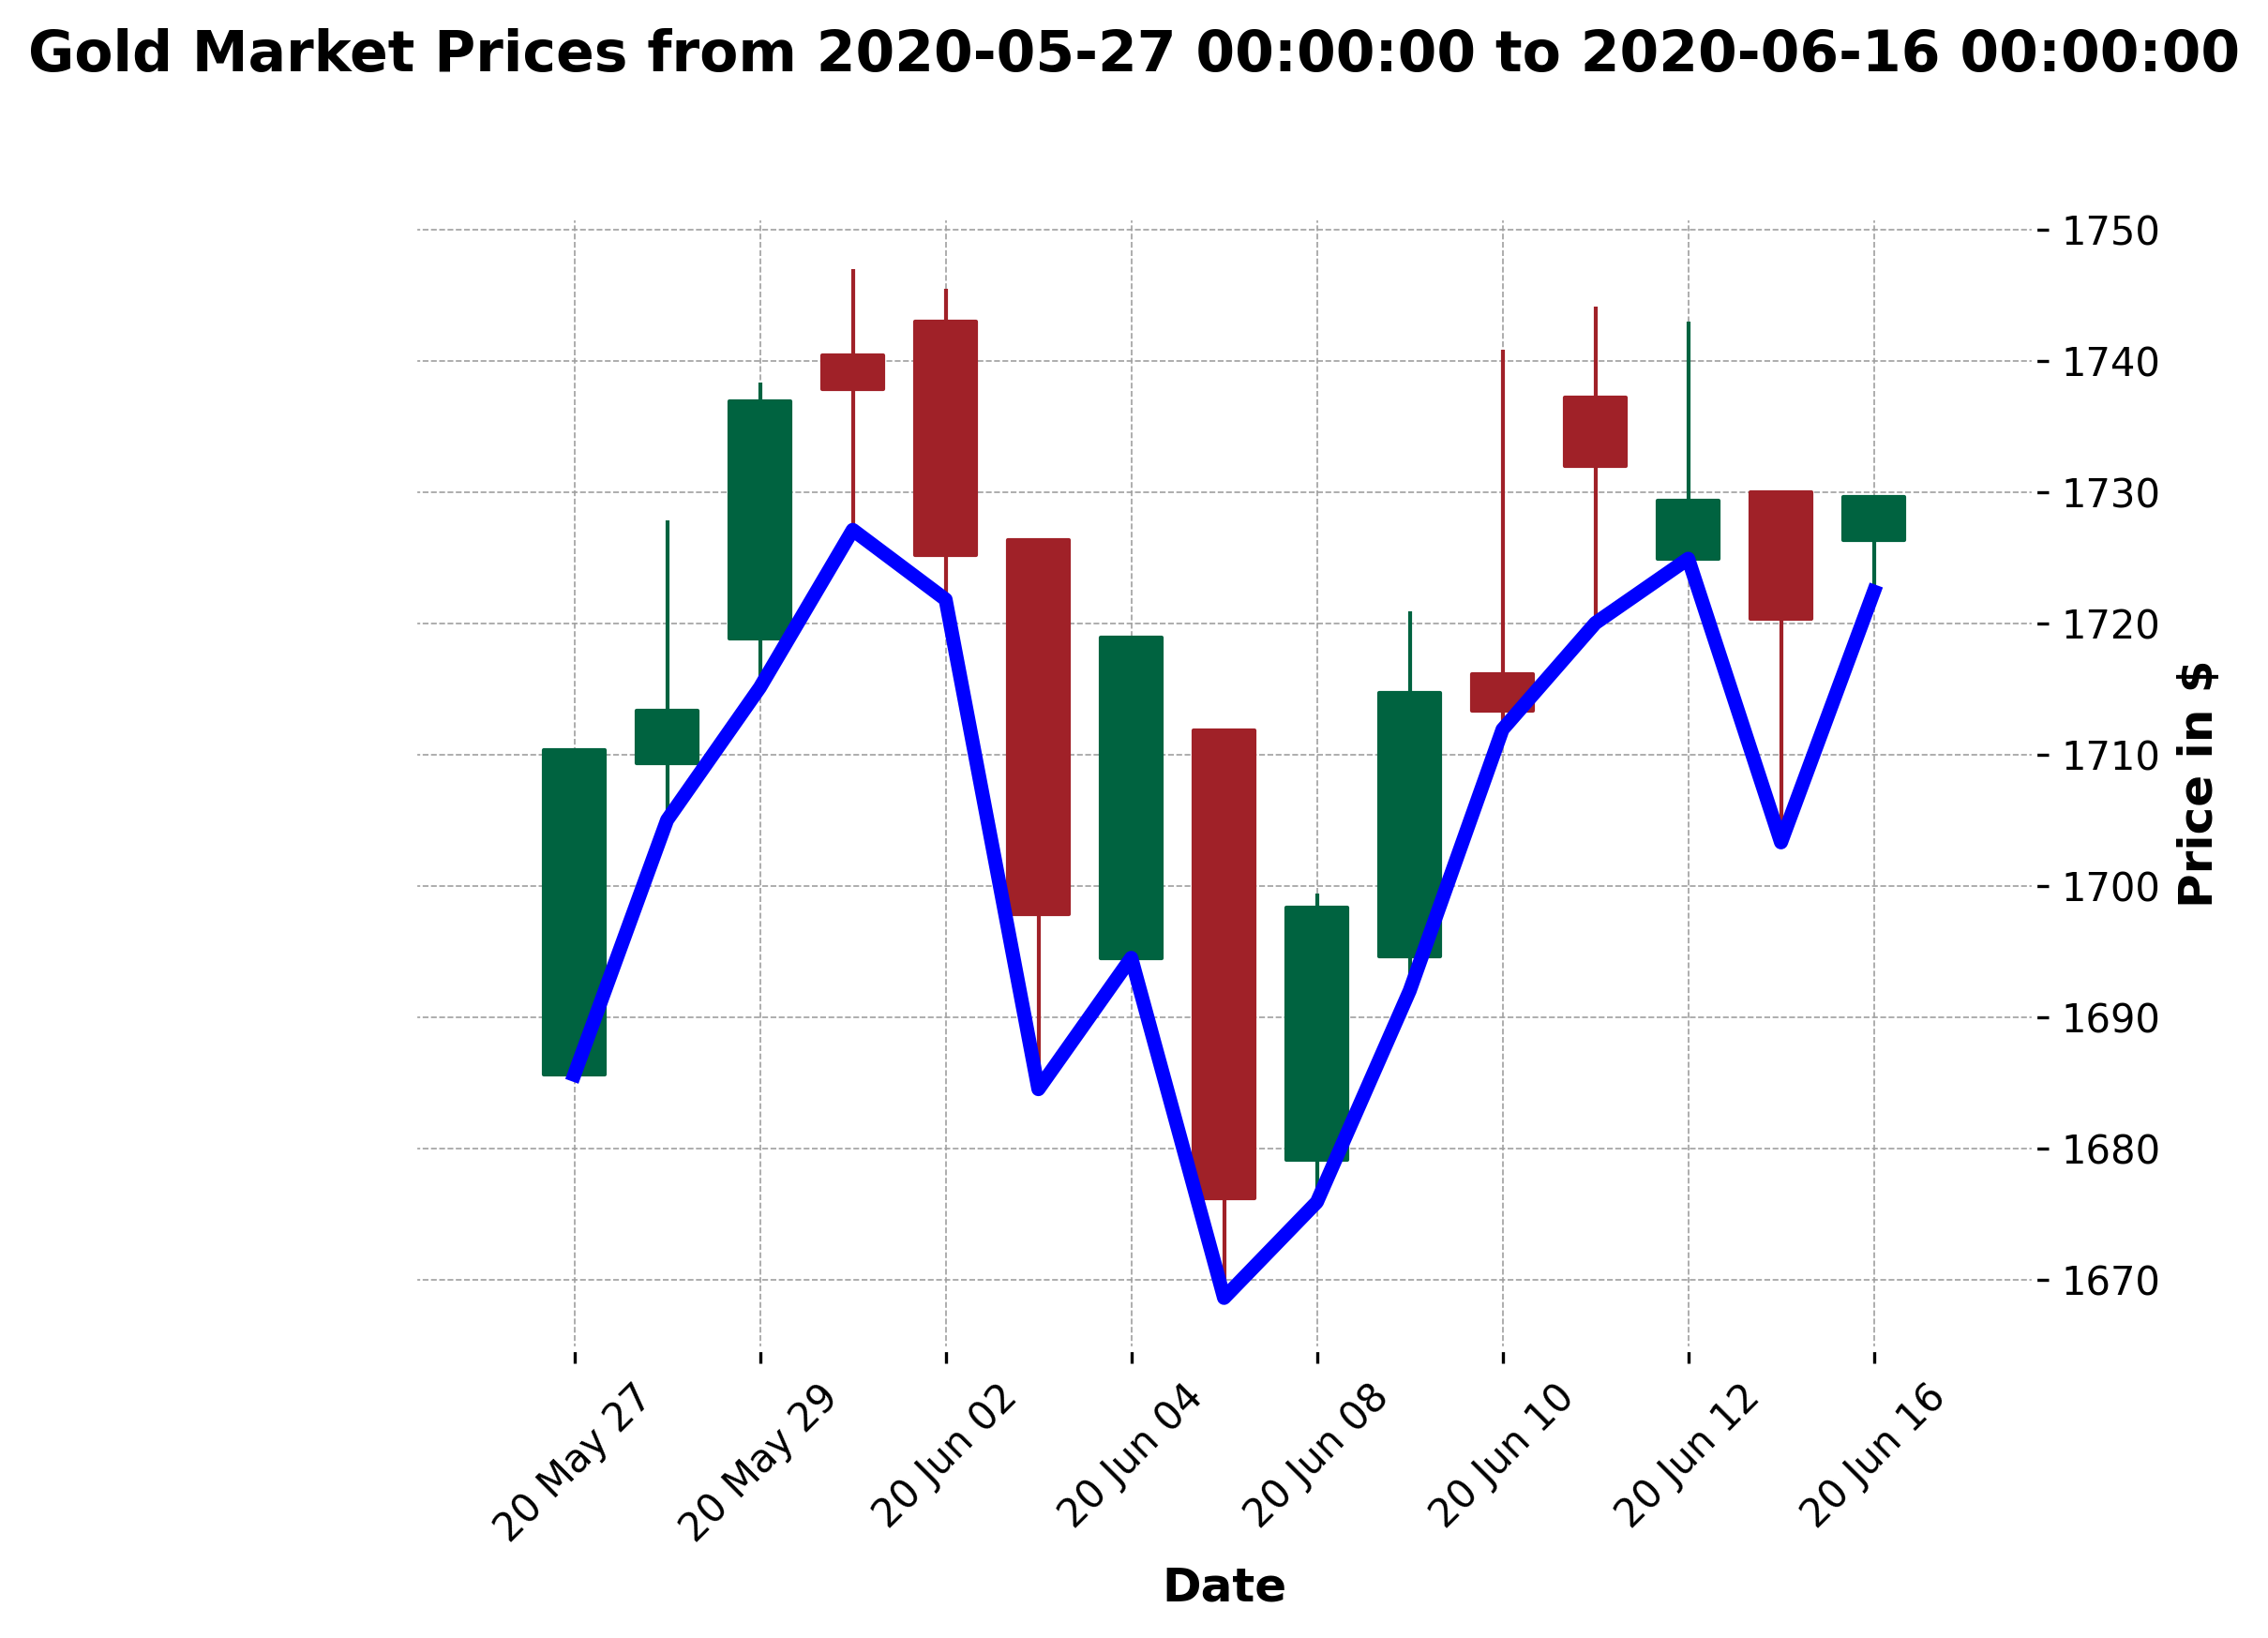 Gold Market Prices from 2020-05-27 00:00:00 to 2020-06-16 00:00:00
1750
1740
1730
1720
1710
1700
1690
1680
1670
Price in $
20 May 27
20 May 29
20 Jun 02
20 Jun 04
20 Jun 08
20 Jun 10
20 Jun 12
20 Jun 16
Date